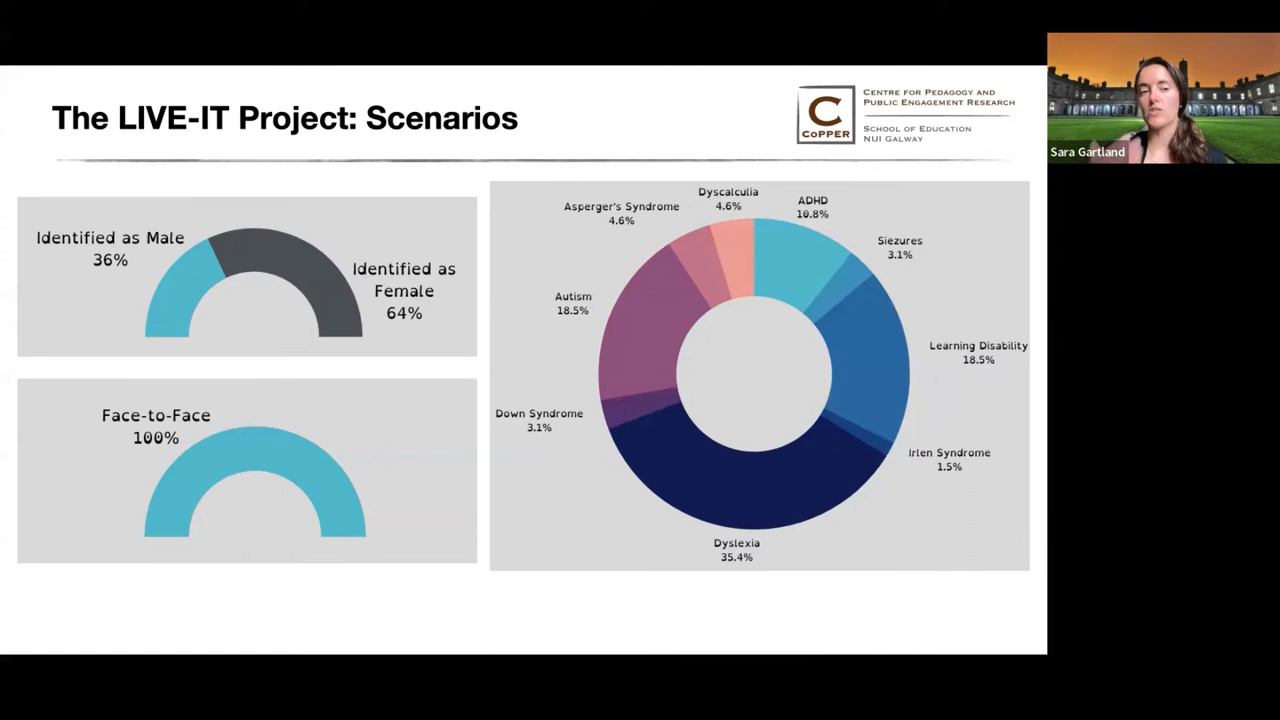 The LIVE-IT Project: Scenarios
C
CoPPER
CENTRE FOR PEDAGOGY AND
PUBLIC ENGAGEMENT RESEARCH
SCHOOL OF EDUCATION
NUI GALWAY
Sara Gartland
Identified as Male
36%
Identified as
Female
64%
Face-to-Face
100%
Dyscalculia
4.6%
ADHD
10.8%
Asperger's Syndrome
4.6%
Siezures
3.1%
Autism
18.5%
Learning Disability
18.5%
Down Syndrome
3.1%
Irlen Syndrome
1.5%
Dyslexia
35.4%